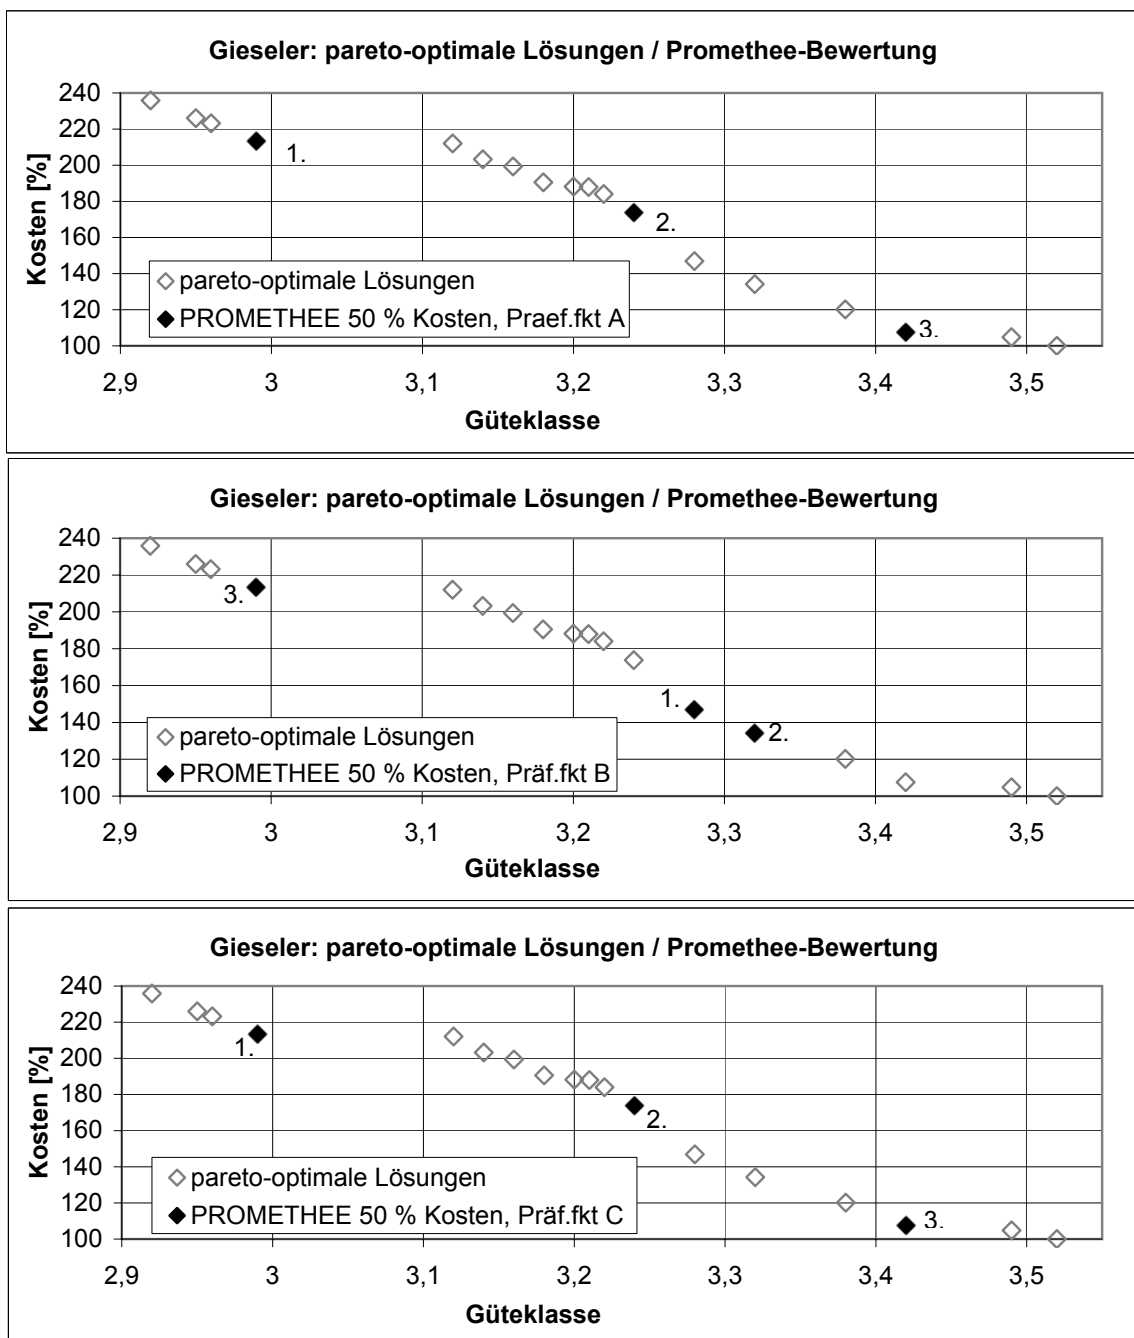 Gieseler: pareto-optimale Lösungen / Promethee-Bewertung
240
220
200
180
160
140
120
100
Kosten [%]
1.
2.
3.
pareto-optimale Lösungen
PROMETHEE 50 % Kosten, Praef.fkt A
2,9 3 3,1 3,2 3,3 3,4 3,5
Güteklasse
Gieseler: pareto-optimale Lösungen / Promethee-Bewertung
240
220
200
180
160
140
120
100
Kosten [%]
3.
1.
2.
pareto-optimale Lösungen
PROMETHEE 50 % Kosten, Präf.fkt B
2,9 3 3,1 3,2 3,3 3,4 3,5
Güteklasse
Gieseler: pareto-optimale Lösungen / Promethee-Bewertung
240
220
200
180
160
140
120
100
Kosten [%]
1.
2.
3.
pareto-optimale Lösungen
PROMETHEE 50 % Kosten, Präf.fkt C
2,9 3 3,1 3,2 3,3 3,4 3,5
Güteklasse